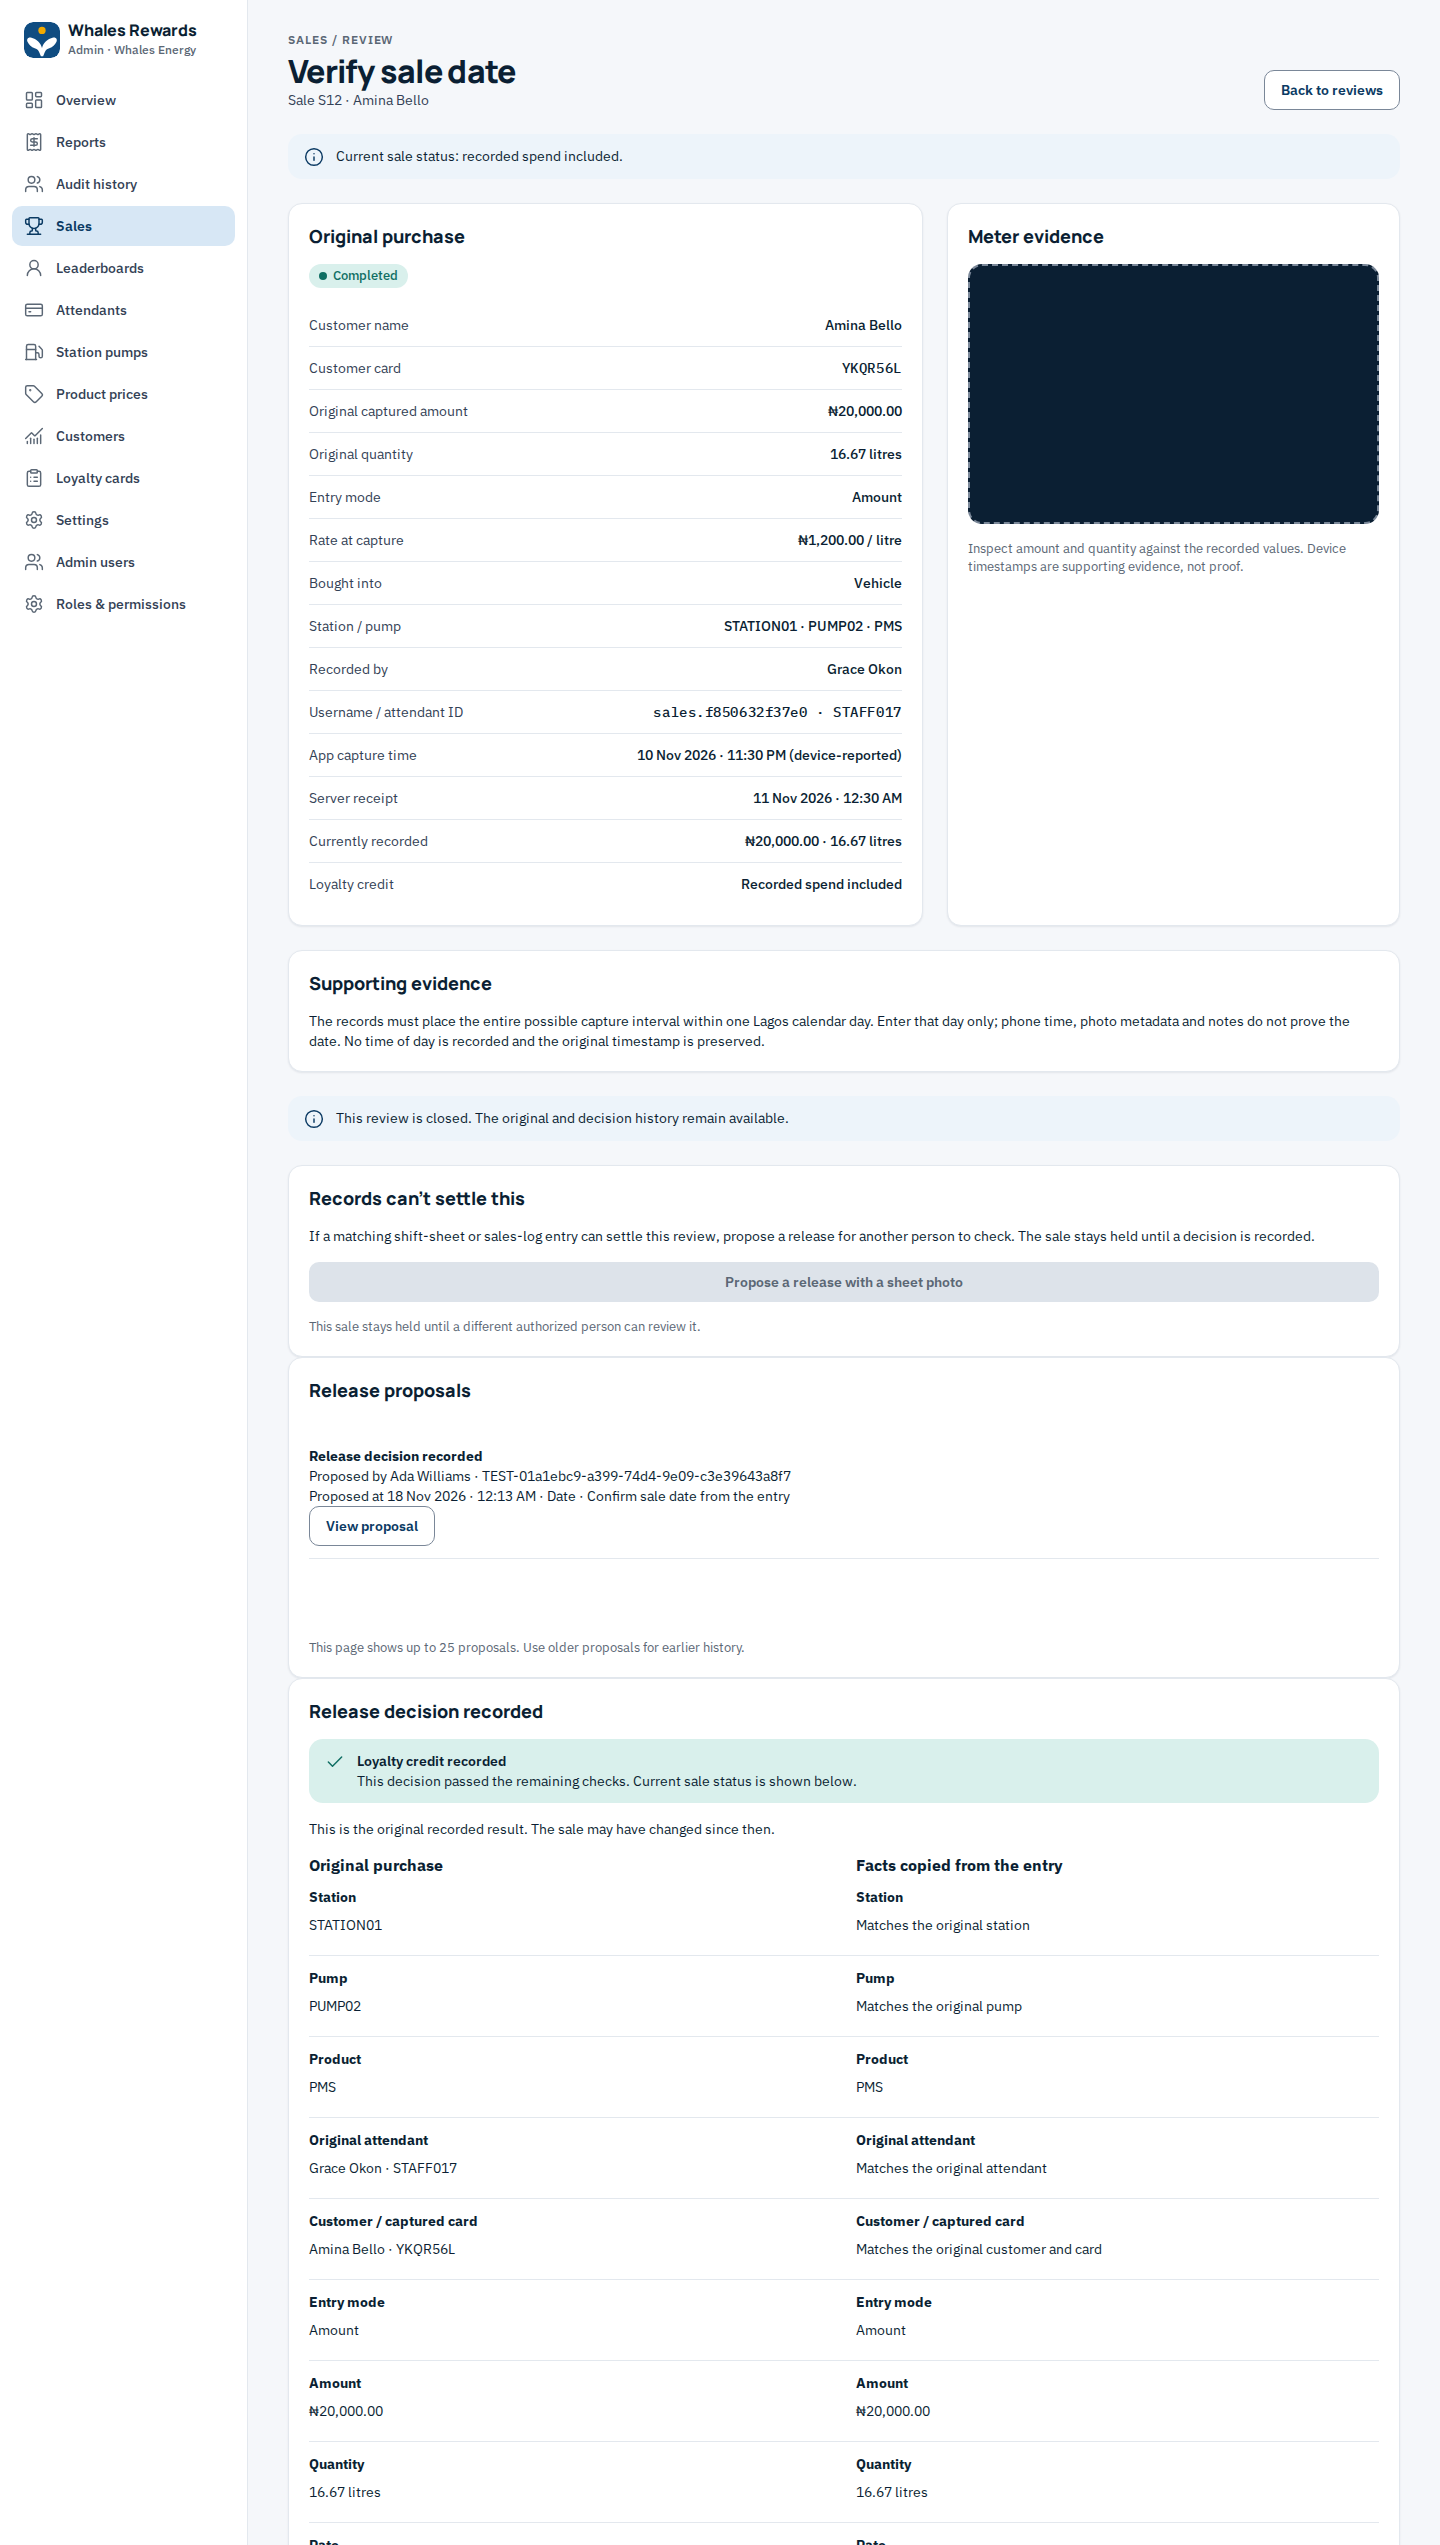 Whales Rewards
Admin · Whales Energy
Overview
Reports
Audit history
Sales
Leaderboards
Attendants
Station pumps
Product prices
Customers
Loyalty cards
Settings
Admin users
Roles & permissions
SALES / REVIEW
Verify sale date
Sale S12 · Amina Bello
Back to reviews
Current sale status: recorded spend included.
Original purchase
Completed
Customer name Amina Bello
Customer card YKQR56L
Original captured amount ₦20,000.00
Original quantity 16.67 litres
Entry mode Amount
Rate at capture ₦1,200.00 / litre
Bought into Vehicle
Station / pump STATION01 · PUMP02 · PMS
Recorded by Grace Okon
Username / attendant ID sales.f850632f37e0 · STAFF017
App capture time 10 Nov 2026 · 11:30 PM (device-reported)
Server receipt 11 Nov 2026 · 12:30 AM
Currently recorded ₦20,000.00 · 16.67 litres
Loyalty credit Recorded spend included
Meter evidence
Inspect amount and quantity against the recorded values. Device
timestamps are supporting evidence, not proof.
Supporting evidence
The records must place the entire possible capture interval within one Lagos calendar day. Enter that day only; phone time, photo metadata and notes do not prove the
date. No time of day is recorded and the original timestamp is preserved.
This review is closed. The original and decision history remain available.
Records can't settle this
If a matching shift-sheet or sales-log entry can settle this review, propose a release for another person to check. The sale stays held until a decision is recorded.
Propose a release with a sheet photo
This sale stays held until a different authorized person can review it.
Release proposals
Release decision recorded
Proposed by Ada Williams · TEST-01a1ebc9-a399-74d4-9e09-c3e39643a8f7
Proposed at 18 Nov 2026 · 12:13 AM · Date · Confirm sale date from the entry
View proposal
This page shows up to 25 proposals. Use older proposals for earlier history.
Release decision recorded
Loyalty credit recorded
This decision passed the remaining checks. Current sale status is shown below.
This is the original recorded result. The sale may have changed since then.
Original purchase Facts copied from the entry
Station Station
STATION01 Matches the original station
Pump Pump
PUMP02 Matches the original pump
Product Product
PMS PMS
Original attendant Original attendant
Grace Okon · STAFF017 Matches the original attendant
Customer / captured card Customer / captured card
Amina Bello · YKQR56L Matches the original customer and card
Entry mode Entry mode
Amount Amount
Amount Amount
₦20,000.00 ₦20,000.00
Quantity Quantity
16.67 litres 16.67 litres
Rate Rate